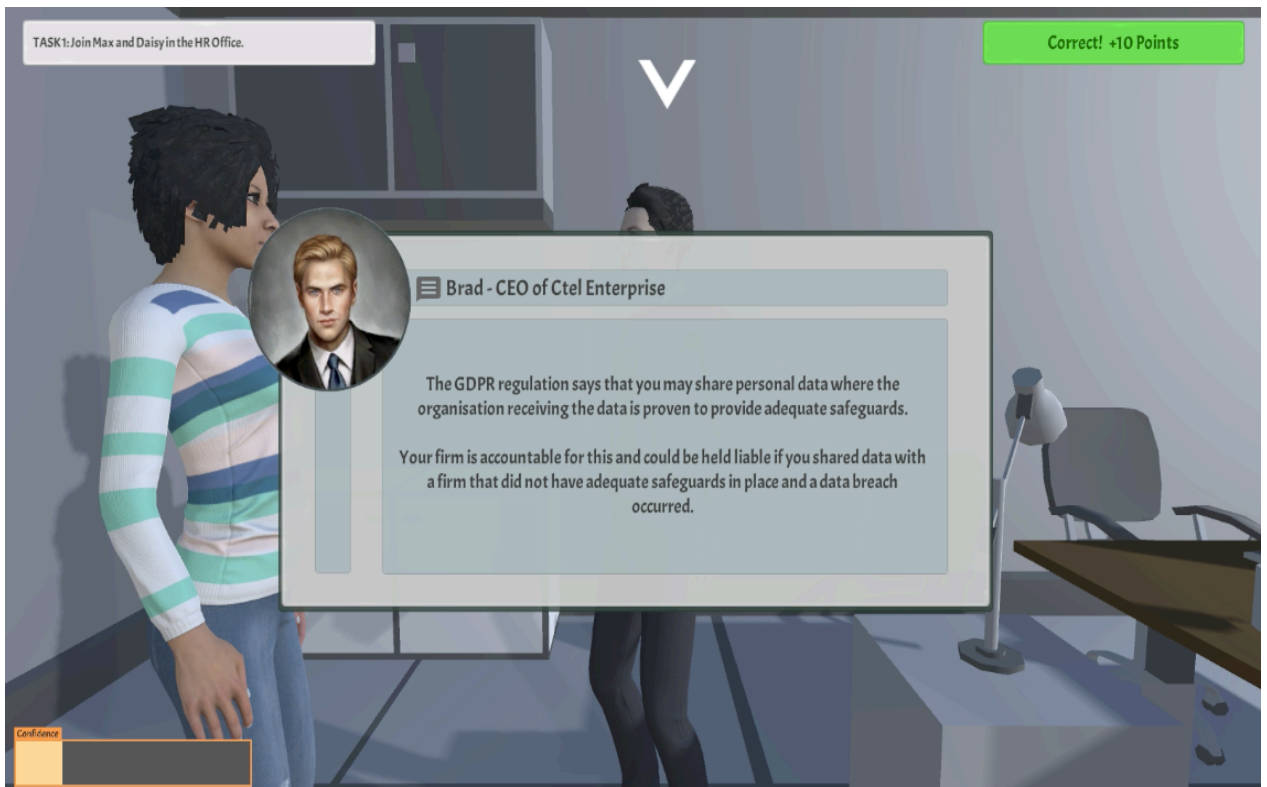 TASK1: Join Max and Daisy in the HR Office.
Correct! +10 Points
Brad - CEO of Ctel Enterprise
The GDPR regulation says that you may share personal data where the
organisation receiving the data is proven to provide adequate safeguards.
Your firm is accountable for this and could be held liable if you shared data with
a firm that did not have adequate safeguards in place and a data breach
occurred.
Confidence